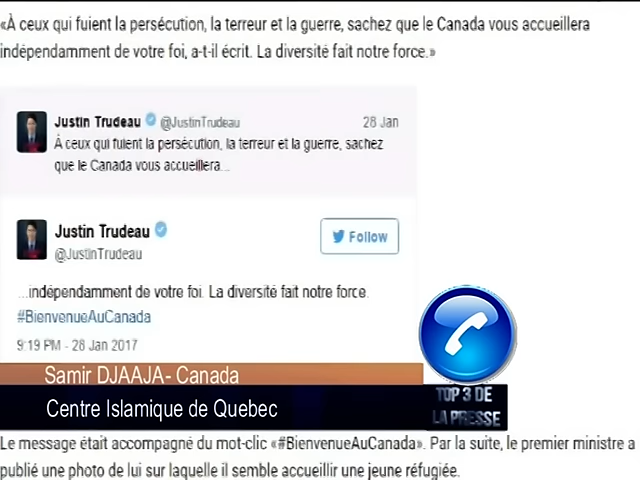 «À ceux qui fuient la persécution, la terreur et la guerre, sachez que le Canada vous accueillera
indépendamment de votre foi, a-t-il écrit. La diversité fait notre force.»
Justin Trudeau @JustinTrudeau 28 Jan
À ceux qui fuient la persécution, la terreur et la guerre, sachez
que le Canada vous accueillera...
Justin Trudeau
@JustinTrudeau
Follow
...indépendamment de votre foi. La diversité fait notre force.
#BienvenueAuCanada
9:19 PM - 28 Jan 2017
Samir DJAAJA- Canada
Centre Islamique de Quebec
TOP 3 DE
LA PRESSE
Le message était accompagné du mot-clic «#BienvenueAuCanada». Par la suite, le premier ministre a
publié une photo de lui sur laquelle il semble accueillir une jeune réfugiée.